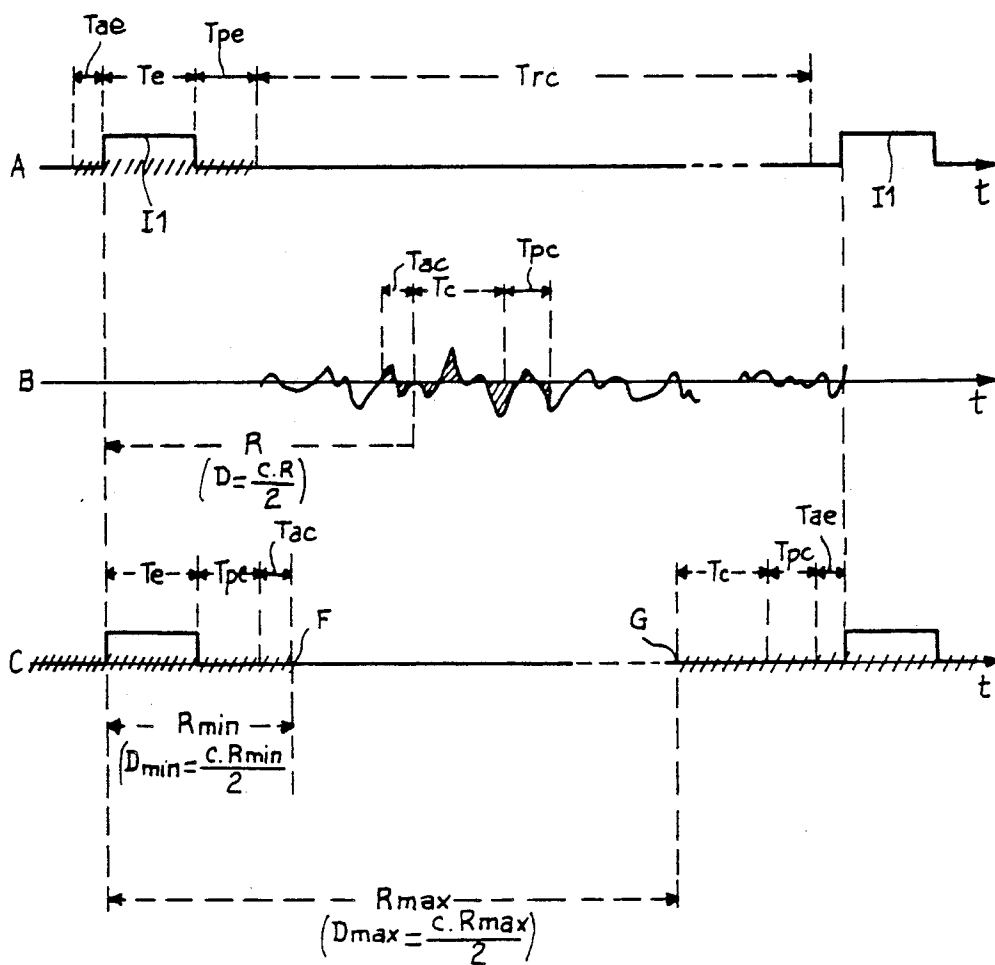 Tae Tpe
Te Trc
A I1 I1 t
Tac Tpc
Tc
B t
R
(D=c.R/2)
Tac Tae
Te Tpe Tc Tpc
F G
C t
Rmin
(Dmin=c.Rmin/2
Rmax
(Dmax=c.Rmax/2)